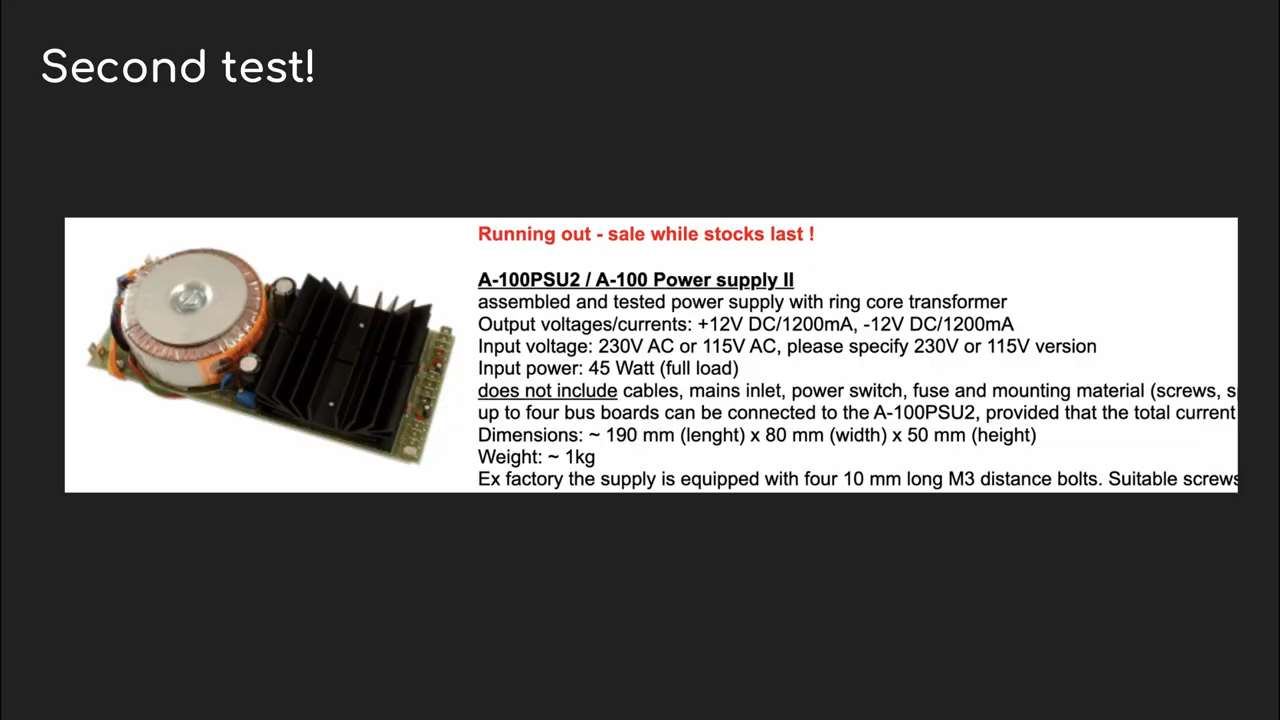 Second test!
Running out - sale while stocks last !
A-100PSU2 / A-100 Power supply II
assembled and tested power supply with ring core transformer
Output voltages/currents: +12V DC/1200mA, -12V DC/1200mA
Input voltage: 230V AC or 115V AC, please specify 230V or 115V version
Input power: 45 Watt (full load)
does not include cables, mains inlet, power switch, fuse and mounting material (screws, s
up to four bus boards can be connected to the A-100PSU2, provided that the total current
Dimensions: ~ 190 mm (lenght) x 80 mm (width) x 50 mm (height)
Weight: ~ 1kg
Ex factory the supply is equipped with four 10 mm long M3 distance bolts. Suitable screws